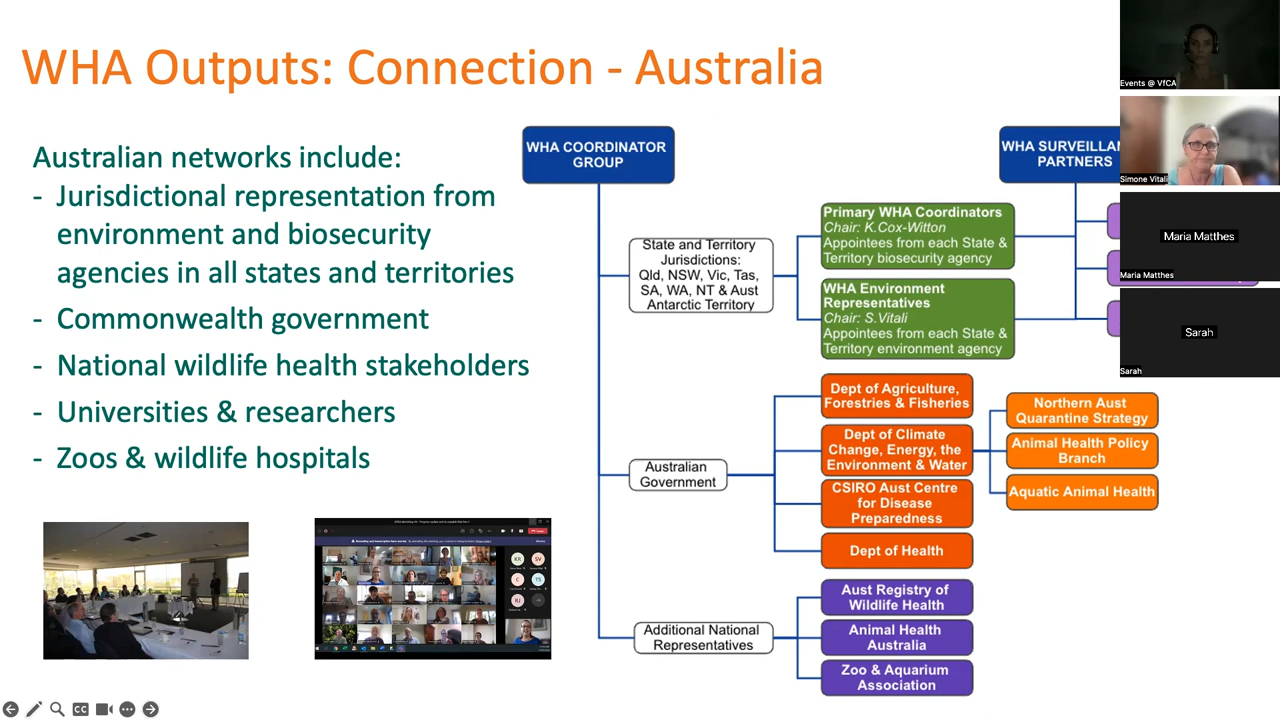 WHA Outputs: Connection - Australia
Australian networks include:
- Jurisdictional representation from
environment and biosecurity
agencies in all states and territories
- Commonwealth government
- National wildlife health stakeholders
- Universities & researchers
- Zoos & wildlife hospitals
WHA COORDINATOR
GROUP
WHA SURVEILLAN
PARTNERS
State and Territory
Jurisdictions:
Qld, NSW, Vic, Tas,
SA, WA, NT & Aust
Antarctic Territory
Primary WHA Coordinators
Chair: K.Cox-Witton
Appointees from each State &
Territory biosecurity agency
WHA Environment
Representatives
Chair: S.Vitali
Appointees from each State &
Territory environment agency
Australian
Government
Dept of Agriculture,
Forestries & Fisheries
Dept of Climate
Change, Energy, the
Environment & Water
CSIRO Aust Centre
for Disease
Preparedness
Dept of Health
Northern Aust
Quarantine Strategy
Animal Health Policy
Branch
Aquatic Animal Health
Additional National
Representatives
Aust Registry of
Wildlife Health
Animal Health
Australia
Zoo & Aquarium
Association
KR
SV
C
TS
RJ
Events @ VfCA
Simone Vitali
Maria Matthes
Maria Matthes
Sarah
Sarah
CC